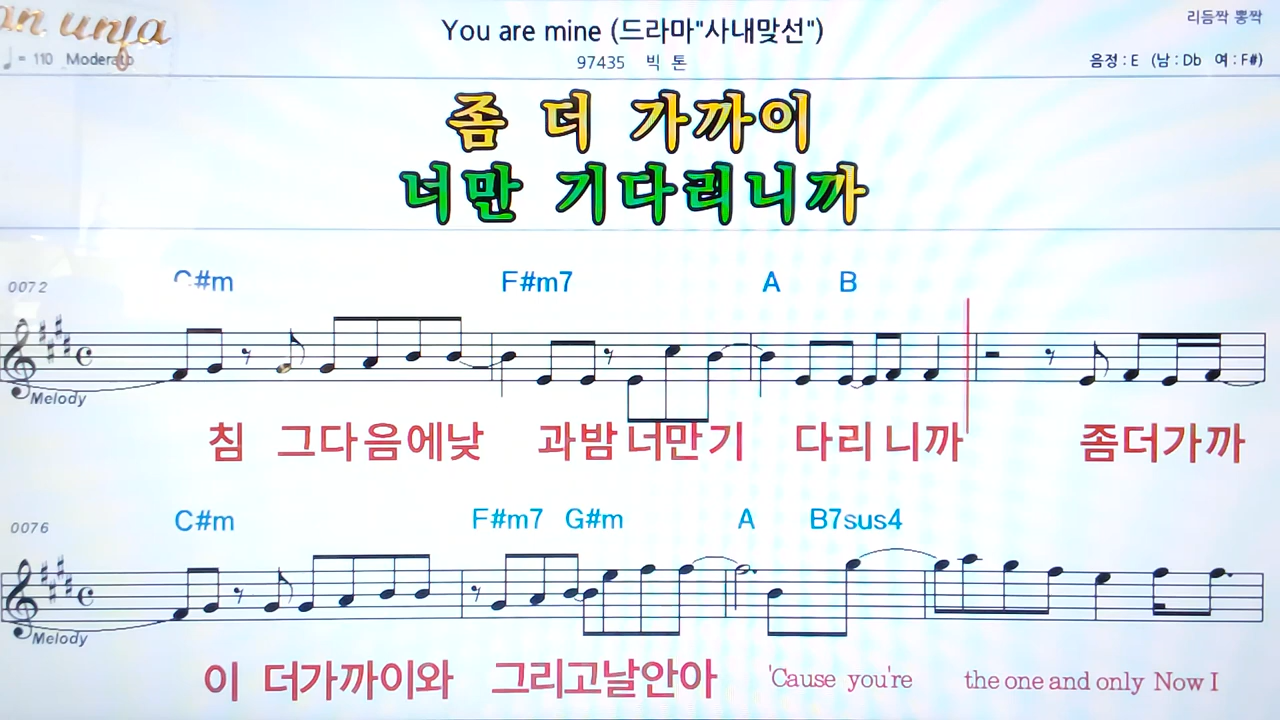 You are mine (드라마"사내맞선")
리듬짝 뽕짝
♩= 110 Moderato
97435 빅 톤
음정 : E (남 : Db 여 : F#)
좀 더 가까이
너만 기다리니까
0072
C#m F#m7 A B
Melody
침 그다음에낮 과밤 너만기 다리 니까 좀더가까
0076
C#m F#m7 G#m A B7sus4
Melody
이 더가까이와 그리고날안아 'Cause you're the one and only Now I